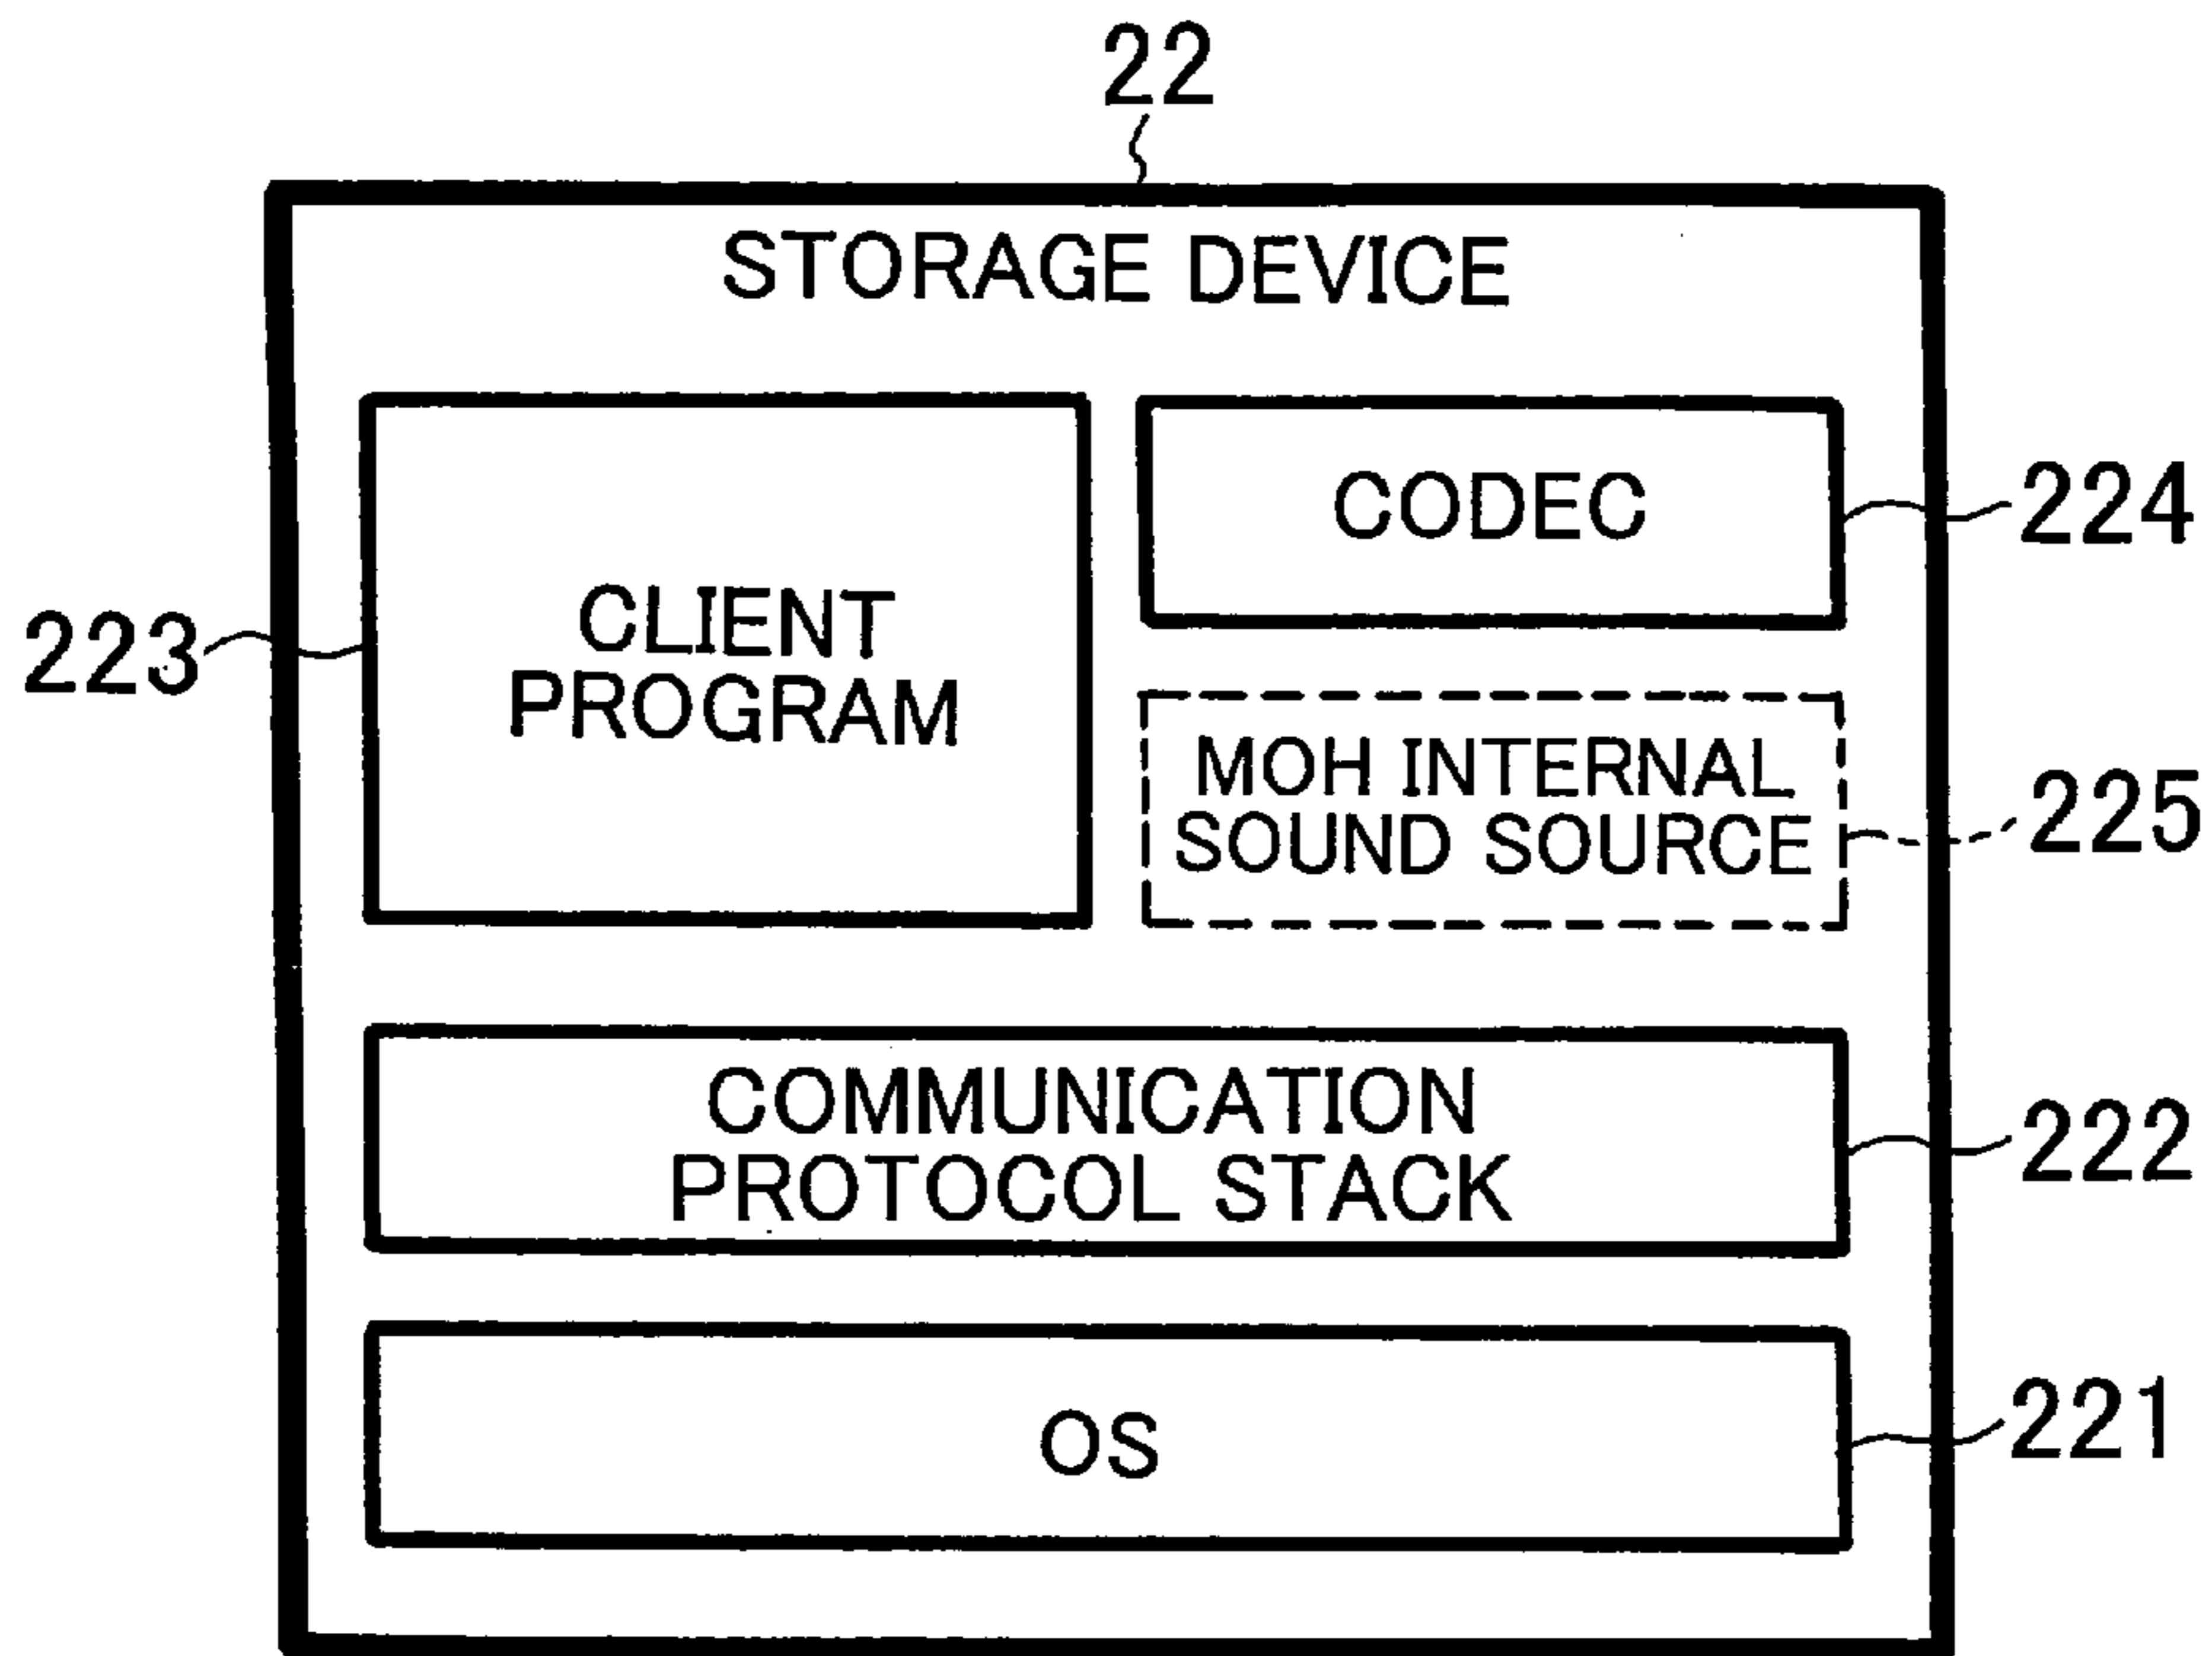 22
STORAGE DEVICE
CODEC
224
223
CLIENT
PROGRAM
MOH INTERNAL
SOUND SOURCE
225
COMMUNICATION
PROTOCOL STACK
222
OS
221